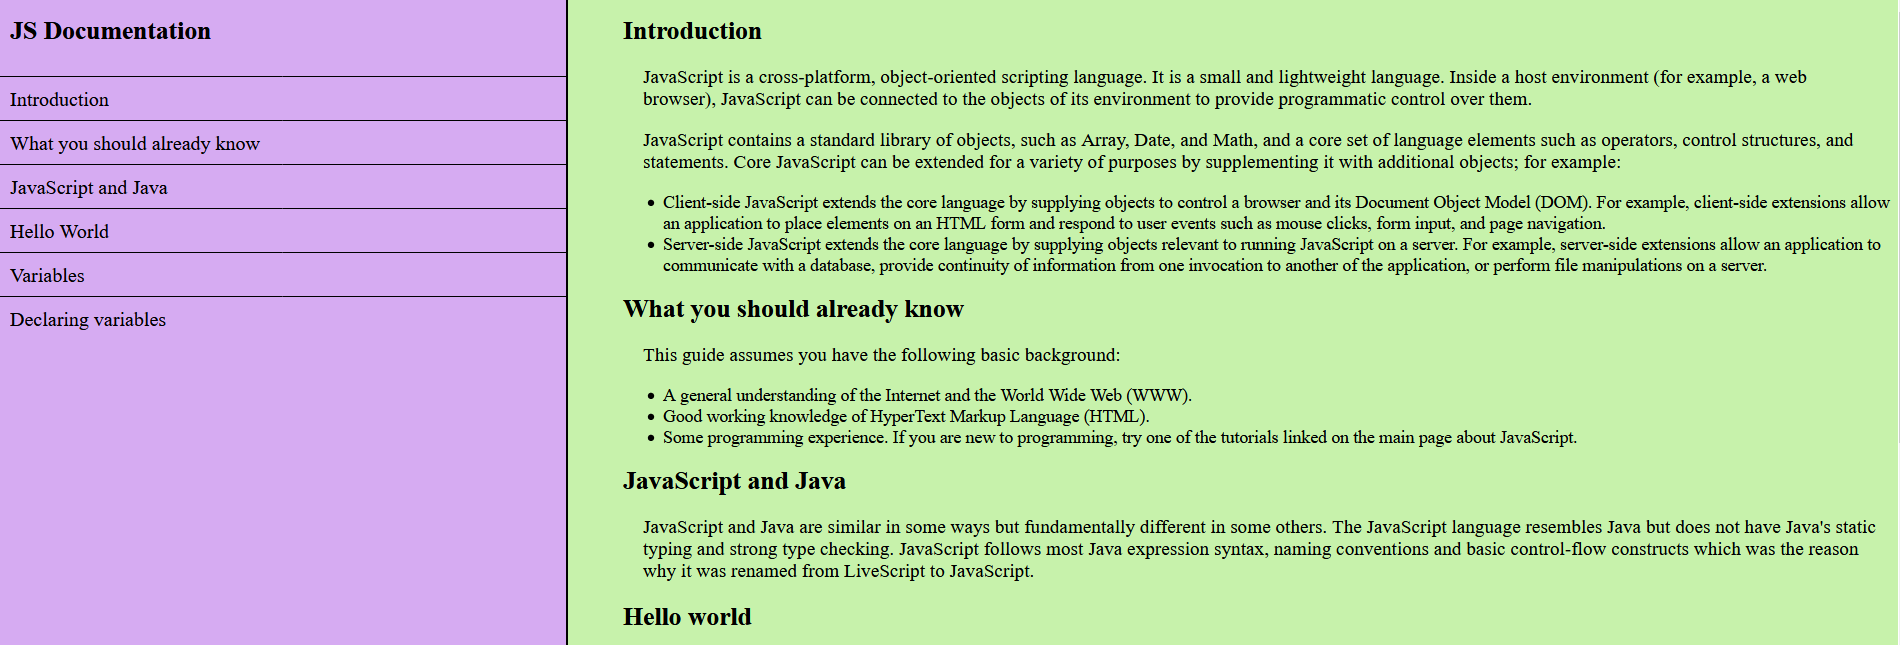 JS Documentation
Introduction
What you should already know
JavaScript and Java
Hello World
Variables
Declaring variables
Introduction
JavaScript is a cross-platform, object-oriented scripting language. It is a small and lightweight language. Inside a host environment (for example, a web
browser), JavaScript can be connected to the objects of its environment to provide programmatic control over them.
JavaScript contains a standard library of objects, such as Array, Date, and Math, and a core set of language elements such as operators, control structures, and
statements. Core JavaScript can be extended for a variety of purposes by supplementing it with additional objects; for example:
• Client-side JavaScript extends the core language by supplying objects to control a browser and its Document Object Model (DOM). For example, client-side extensions allow
an application to place elements on an HTML form and respond to user events such as mouse clicks, form input, and page navigation.
• Server-side JavaScript extends the core language by supplying objects relevant to running JavaScript on a server. For example, server-side extensions allow an application to
communicate with a database, provide continuity of information from one invocation to another of the application, or perform file manipulations on a server.
What you should already know
This guide assumes you have the following basic background:
• A general understanding of the Internet and the World Wide Web (WWW).
• Good working knowledge of HyperText Markup Language (HTML).
• Some programming experience. If you are new to programming, try one of the tutorials linked on the main page about JavaScript.
JavaScript and Java
JavaScript and Java are similar in some ways but fundamentally different in some others. The JavaScript language resembles Java but does not have Java's static
typing and strong type checking. JavaScript follows most Java expression syntax, naming conventions and basic control-flow constructs which was the reason
why it was renamed from LiveScript to JavaScript.
Hello world